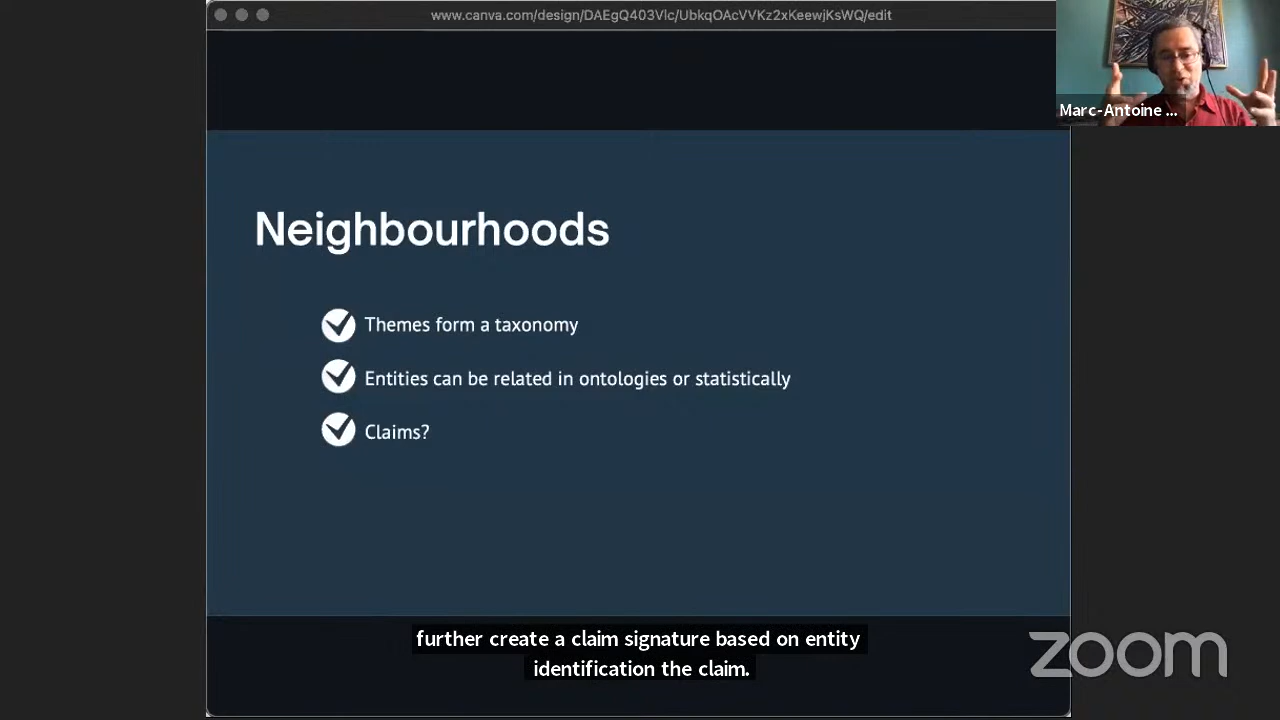 www.canva.com/design/DAEgQ403Vlc/UbkqOAcVVKz2xKeewjKsWQ/edit
Marc-Antoine ...
Neighbourhoods
Themes form a taxonomy
Entities can be related in ontologies or statistically
Claims?
further create a claim signature based on entity
identification the claim.
zoom